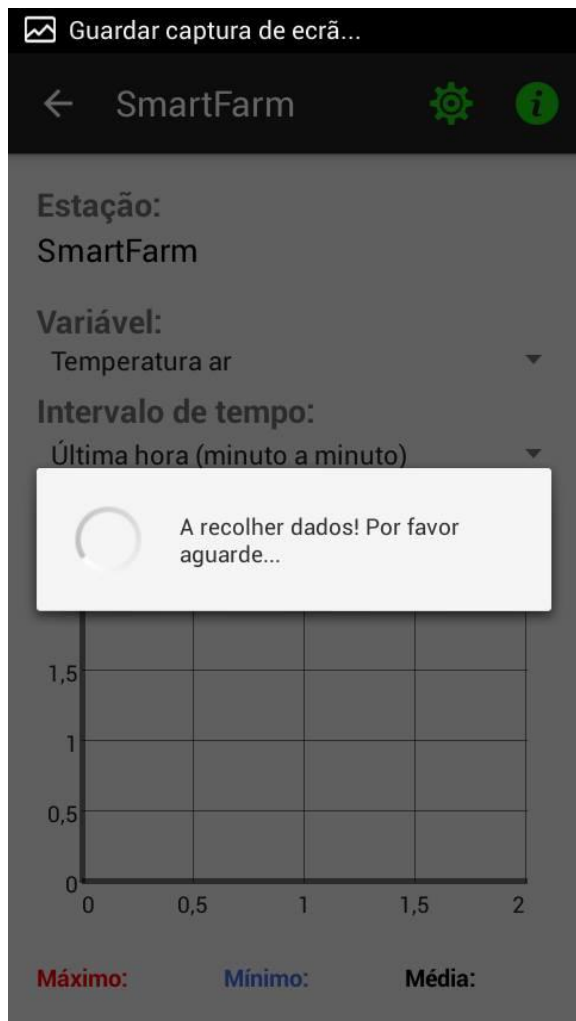 Guardar captura de ecrã...
SmartFarm
i
Estação:
SmartFarm
Variável:
Temperatura ar
Intervalo de tempo:
Última hora (minuto a minuto)
A recolher dados! Por favor
aguarde...
1,5
1
0,5
0
0 0,5 1 1,5 2
Máximo: Mínimo: Média: